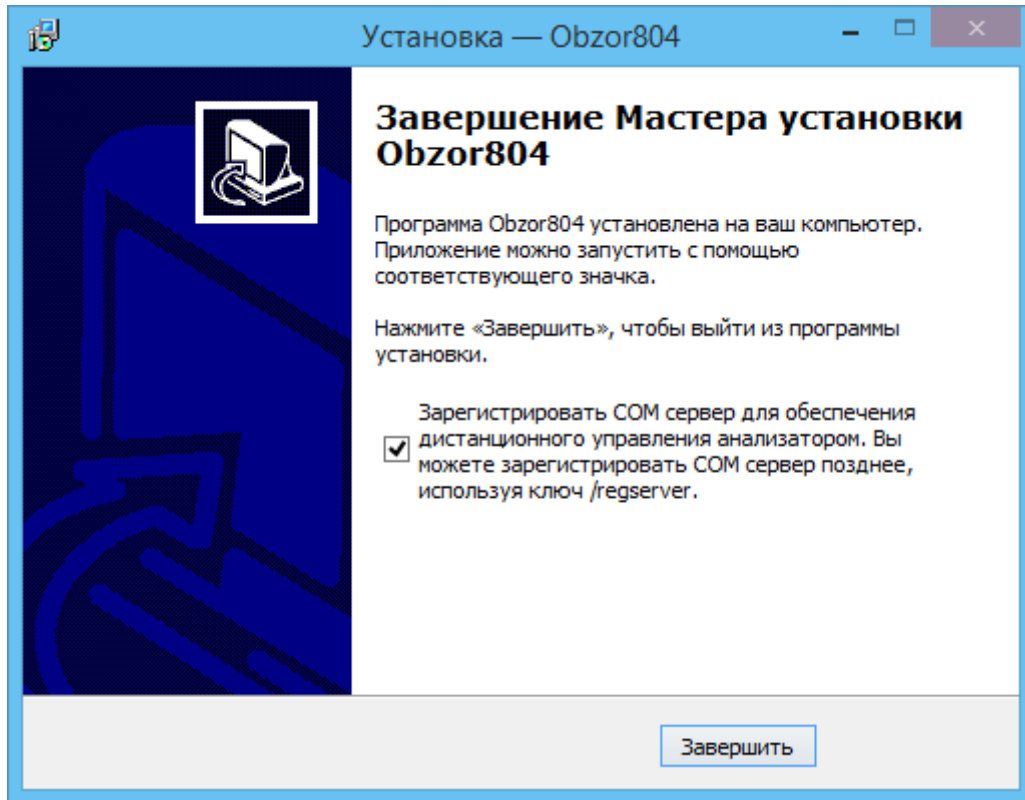 Установка — Obzor804
Завершение Мастера установки
Obzor804
Программа Obzor804 установлена на ваш компьютер.
Приложение можно запустить с помощью
соответствующего значка.
Нажмите «Завершить», чтобы выйти из программы
установки.
Зарегистрировать COM сервер для обеспечения
дистанционного управления анализатором. Вы
можете зарегистрировать COM сервер позднее,
используя ключ /regserver.
Завершить